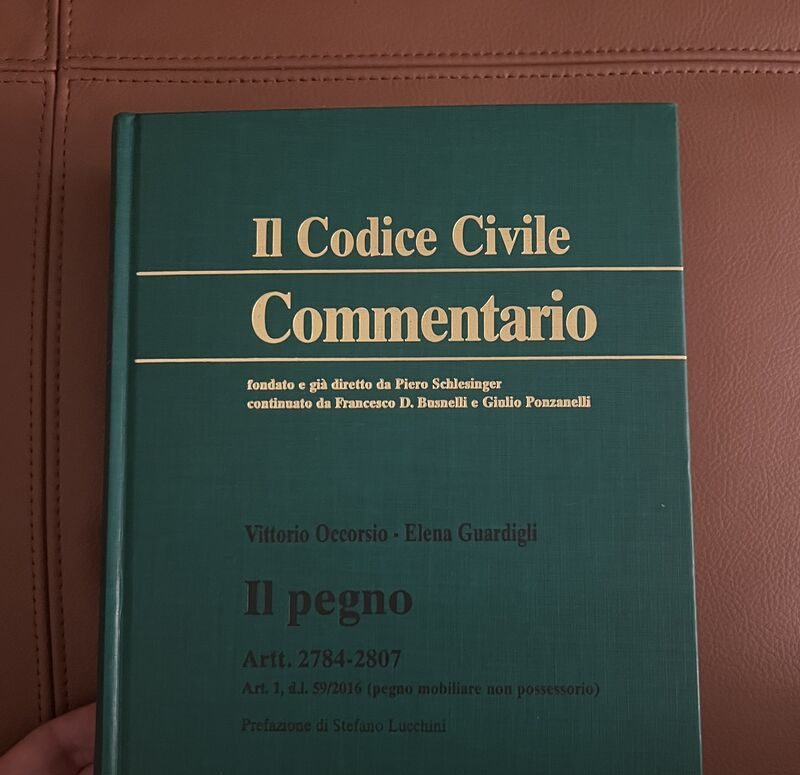 Il Codice Civile
Commentario
fondato e già diretto da Piero Schlesinger
continuato da Francesco D. Busnelli e Giulio Ponzanelli
Vittorio Occorsio - Elena Guardigli
Il pegno
Artt. 2784-2807
Art. 1, d.l. 59/2016 (pegno mobiliare non possessorio)
Prefazione di Stefano Lucchini